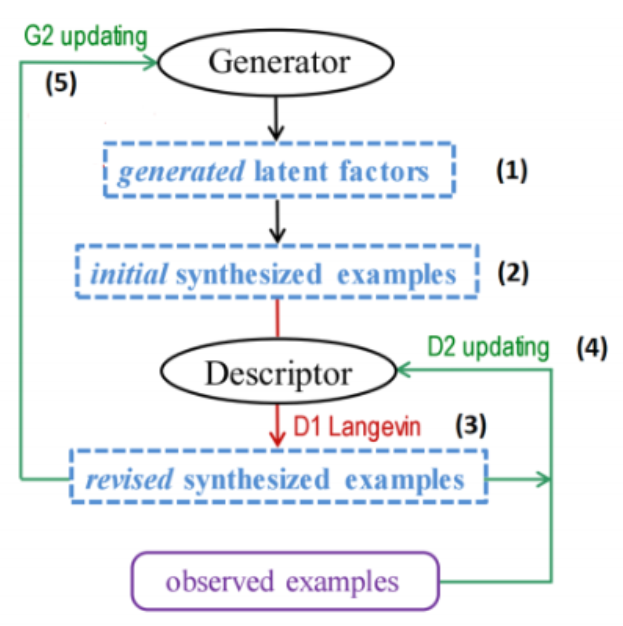 G2 updating
(5)
Generator
generated latent factors (1)
initial synthesized examples (2)
D2 updating (4)
Descriptor
D1 Langevin (3)
revised synthesized examples
observed examples